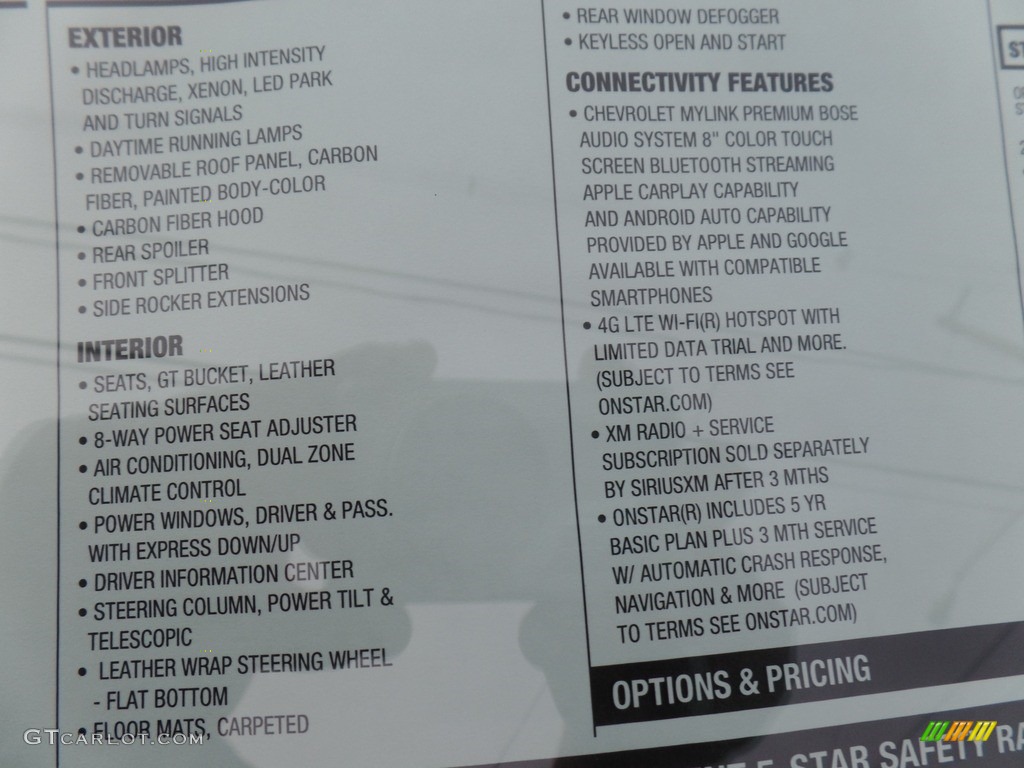 EXTERIOR
• HEADLAMPS, HIGH INTENSITY
DISCHARGE, XENON, LED PARK
AND TURN SIGNALS
• DAYTIME RUNNING LAMPS
• REMOVABLE ROOF PANEL, CARBON
FIBER, PAINTED BODY-COLOR
• CARBON FIBER HOOD
• REAR SPOILER
• FRONT SPLITTER
• SIDE ROCKER EXTENSIONS
INTERIOR
• SEATS, GT BUCKET, LEATHER
SEATING SURFACES
• 8-WAY POWER SEAT ADJUSTER
• AIR CONDITIONING, DUAL ZONE
CLIMATE CONTROL
• POWER WINDOWS, DRIVER & PASS.
WITH EXPRESS DOWN/UP
• DRIVER INFORMATION CENTER
• STEERING COLUMN, POWER TILT &
TELESCOPIC
• LEATHER WRAP STEERING WHEEL
- FLAT BOTTOM
• FLOOR MATS, CARPETED
• REAR WINDOW DEFOGGER
• KEYLESS OPEN AND START
CONNECTIVITY FEATURES
• CHEVROLET MYLINK PREMIUM BOSE
AUDIO SYSTEM 8" COLOR TOUCH
SCREEN BLUETOOTH STREAMING
APPLE CARPLAY CAPABILITY
AND ANDROID AUTO CAPABILITY
PROVIDED BY APPLE AND GOOGLE
AVAILABLE WITH COMPATIBLE
SMARTPHONES
• 4G LTE WI-FI(R) HOTSPOT WITH
LIMITED DATA TRIAL AND MORE.
(SUBJECT TO TERMS SEE
ONSTAR.COM)
• XM RADIO + SERVICE
SUBSCRIPTION SOLD SEPARATELY
BY SIRIUSXM AFTER 3 MTHS
• ONSTAR(R) INCLUDES 5 YR
BASIC PLAN PLUS 3 MTH SERVICE
W/ AUTOMATIC CRASH RESPONSE,
NAVIGATION & MORE (SUBJECT
TO TERMS SEE ONSTAR.COM)
OPTIONS & PRICING
5-STAR SAFETY RA
GTcarlot.com